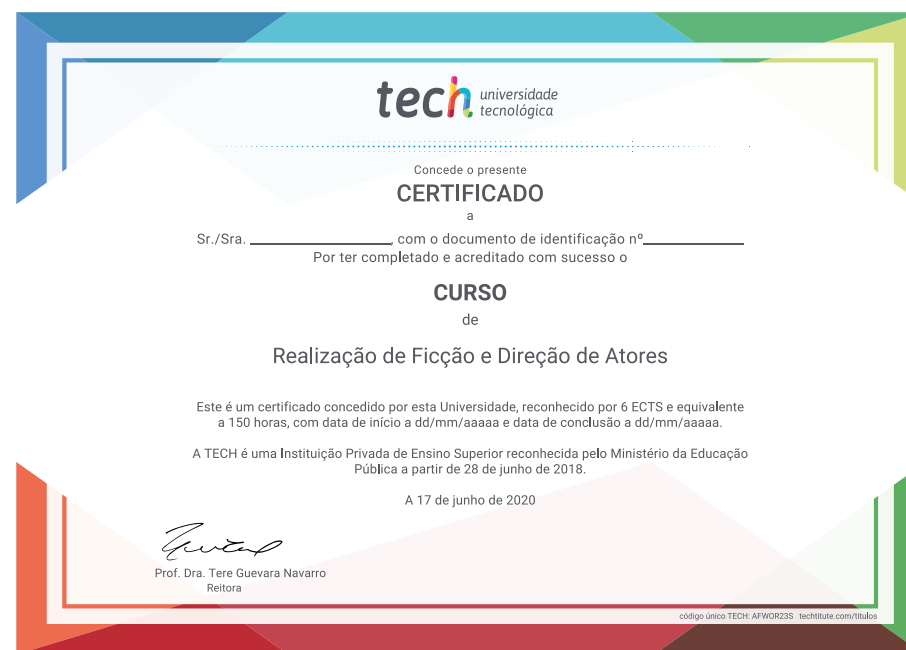 tech universidade
tecnológica
Concede o presente
CERTIFICADO
a
Sr./Sra. _________________, com o documento de identificação nº____________
Por ter completado e acreditado com sucesso o
CURSO
de
Realização de Ficção e Direção de Atores
Este é um certificado concedido por esta Universidade, reconhecido por 6 ECTS e equivalente
a 150 horas, com data de início a dd/mm/aaaaa e data de conclusão a dd/mm/aaaaa.
A TECH é uma Instituição Privada de Ensino Superior reconhecida pelo Ministério da Educação
Pública a partir de 28 de junho de 2018.
A 17 de junho de 2020
Prof. Dra. Tere Guevara Navarro
Reitora
código único TECH: AFWOR23S techtitute.com/titulos